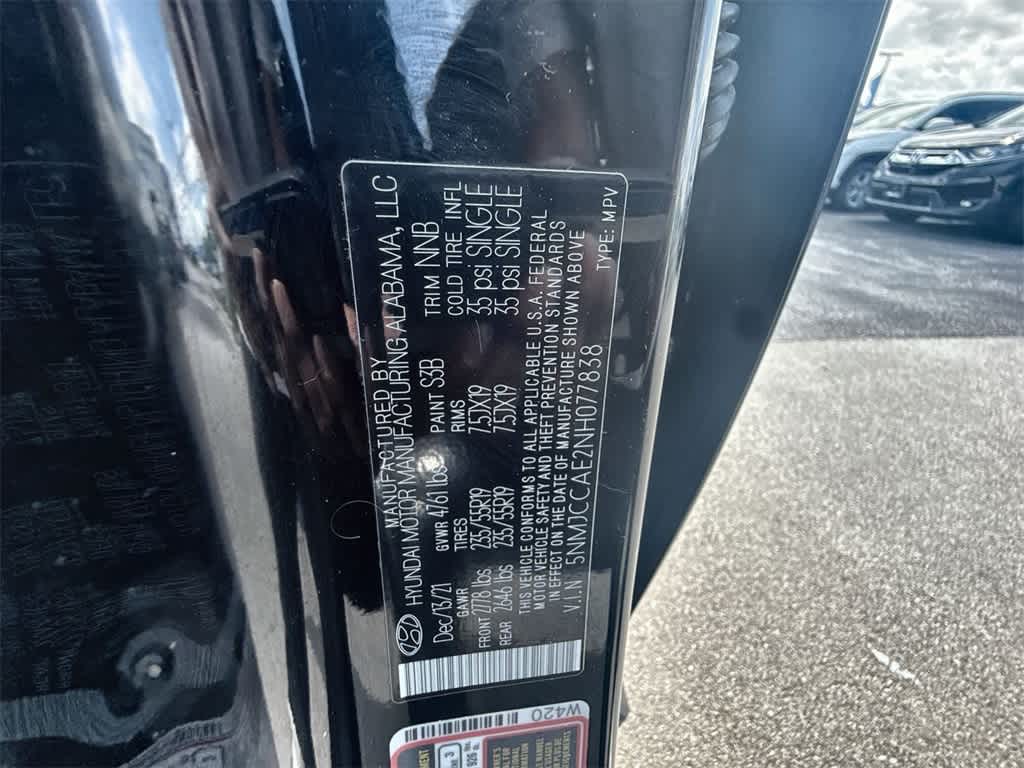 MANUFACTURED BY
HYUNDAI MOTOR MANUFACTURING ALABAMA, LLC
Dec/13/21 GVWR 4761 lbs PAINT S3B TRIM NNB
GAWR TIRES RIMS COLD TIRE INFL
FRONT 2778 lbs 235/55R19 7.5JX19 35 psi SINGLE
REAR 2646 lbs 235/55R19 7.5JX19 35 psi SINGLE
THIS VEHICLE CONFORMS TO ALL APPLICABLE U.S.A. FEDERAL
MOTOR VEHICLE SAFETY AND THEFT PREVENTION STANDARDS
IN EFFECT ON THE DATE OF MANUFACTURE SHOWN ABOVE
V.I.N 5NMJCCAE2NH077838 TYPE: MPV
W420